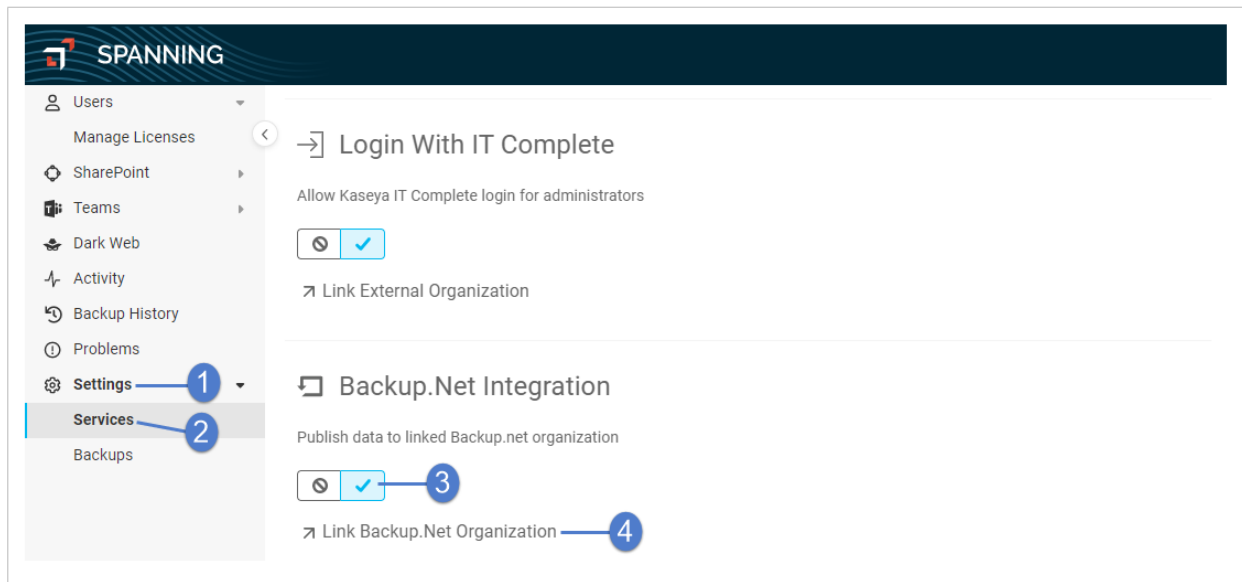 SPANNING
Users
Manage Licenses
SharePoint
Teams
Dark Web
Activity
Backup History
Problems
Settings
1
Services
2
Backups
Login With IT Complete
Allow Kaseya IT Complete login for administrators
Link External Organization
Backup.Net Integration
Publish data to linked Backup.net organization
3
Link Backup.Net Organization
4